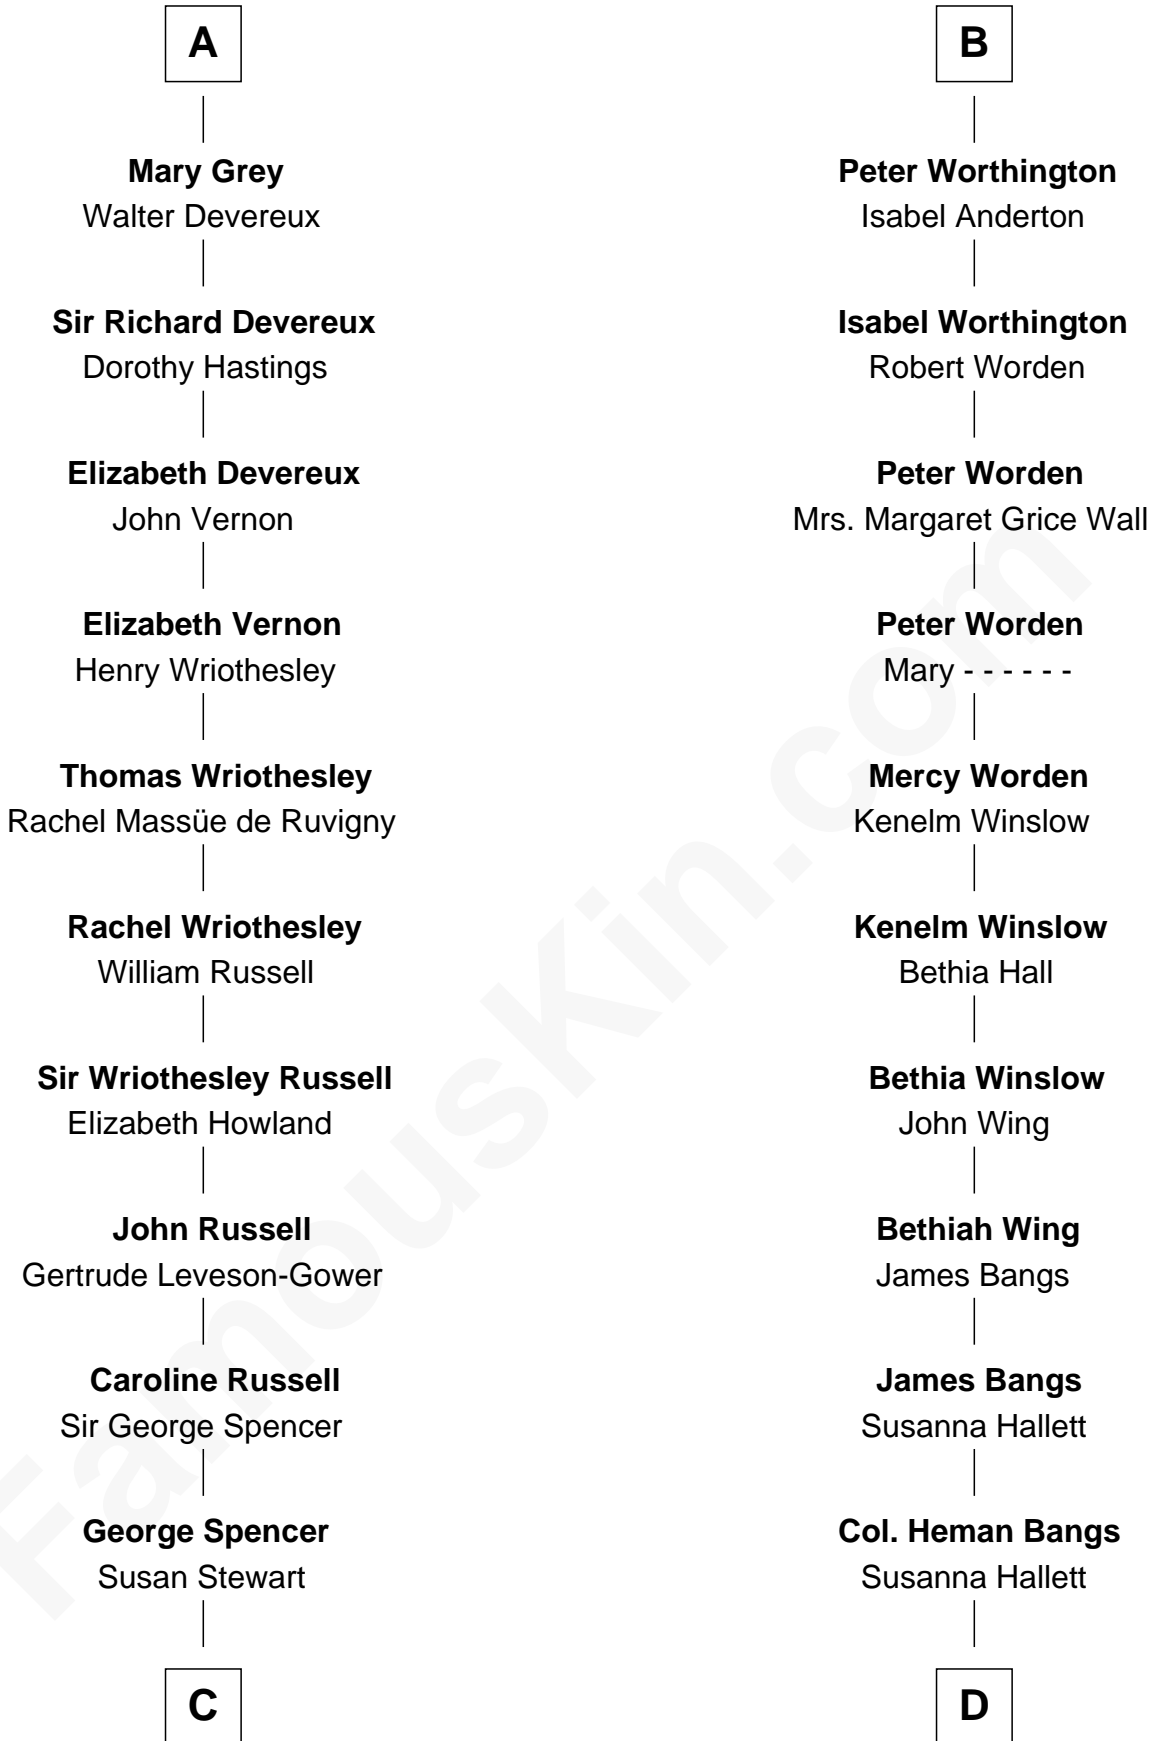 A
Mary Grey
Walter Devereux
Sir Richard Devereux
Dorothy Hastings
Elizabeth Devereux
John Vernon
Elizabeth Vernon
Henry Wriothesley
Thomas Wriothesley
Rachel Massüe de Ruvigny
Rachel Wriothesley
William Russell
Sir Wriothesley Russell
Elizabeth Howland
John Russell
Gertrude Leveson-Gower
Caroline Russell
Sir George Spencer
George Spencer
Susan Stewart
C
B
Peter Worthington
Isabel Anderton
Isabel Worthington
Robert Worden
Peter Worden
Mrs. Margaret Grice Wall
Peter Worden
Mary - - - - - -
Mercy Worden
Kenelm Winslow
Kenelm Winslow
Bethia Hall
Bethia Winslow
John Wing
Bethiah Wing
James Bangs
James Bangs
Susanna Hallett
Col. Heman Bangs
Susanna Hallett
D
FamousKin.com